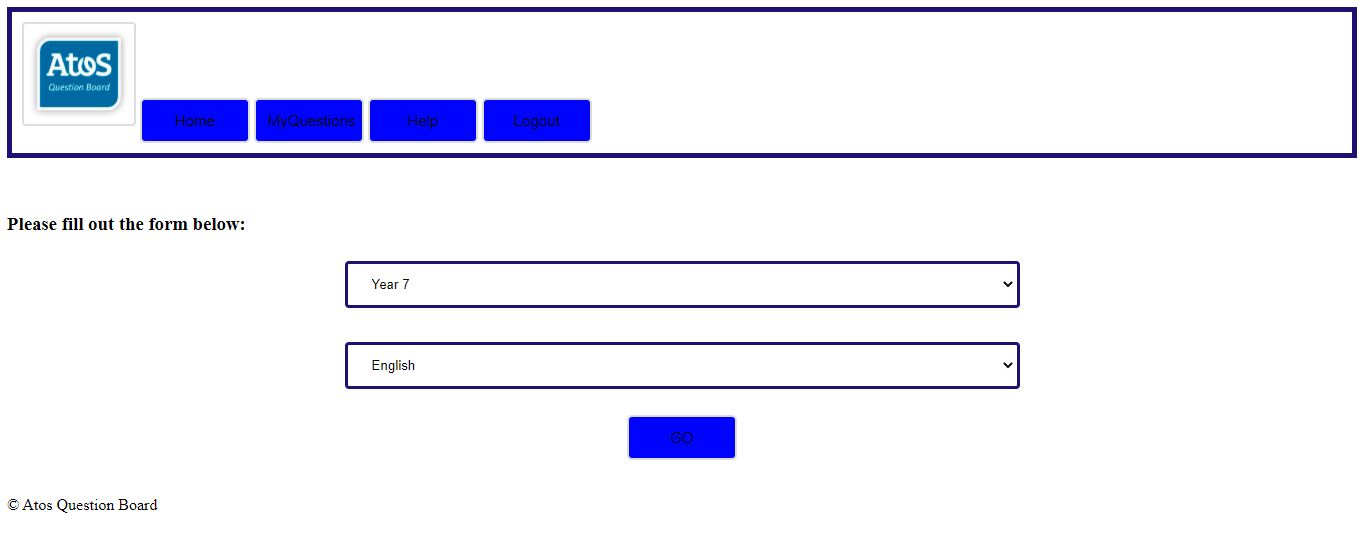 Atos
Question Board
Home MyQuestions Help Logout
Please fill out the form below:
Year 7
English
GO
© Atos Question Board